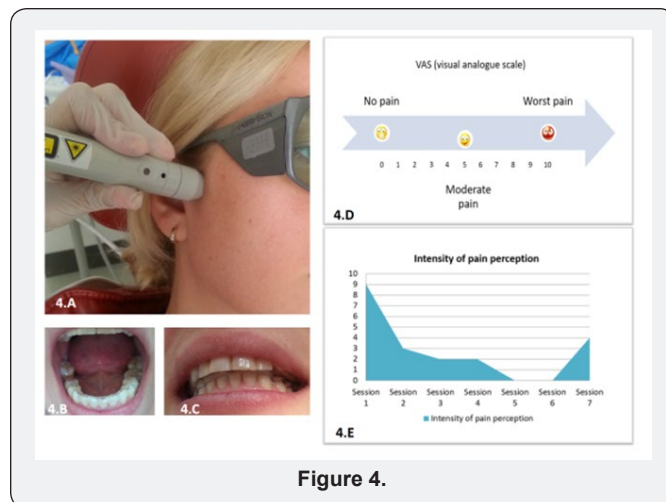 4.A
4.B
4.C
VAS (visual analogue scale)
No pain
Worst pain
0 1 2 3 4 5 6 7 8 9 10
Moderate
pain
4.D
Intensity of pain perception
10
9
8
7
6
5
4
3
2
1
0
Session Session Session Session Session Session Session
1 2 3 4 5 6 7
Intensity of pain perception
4.E
Figure 4.